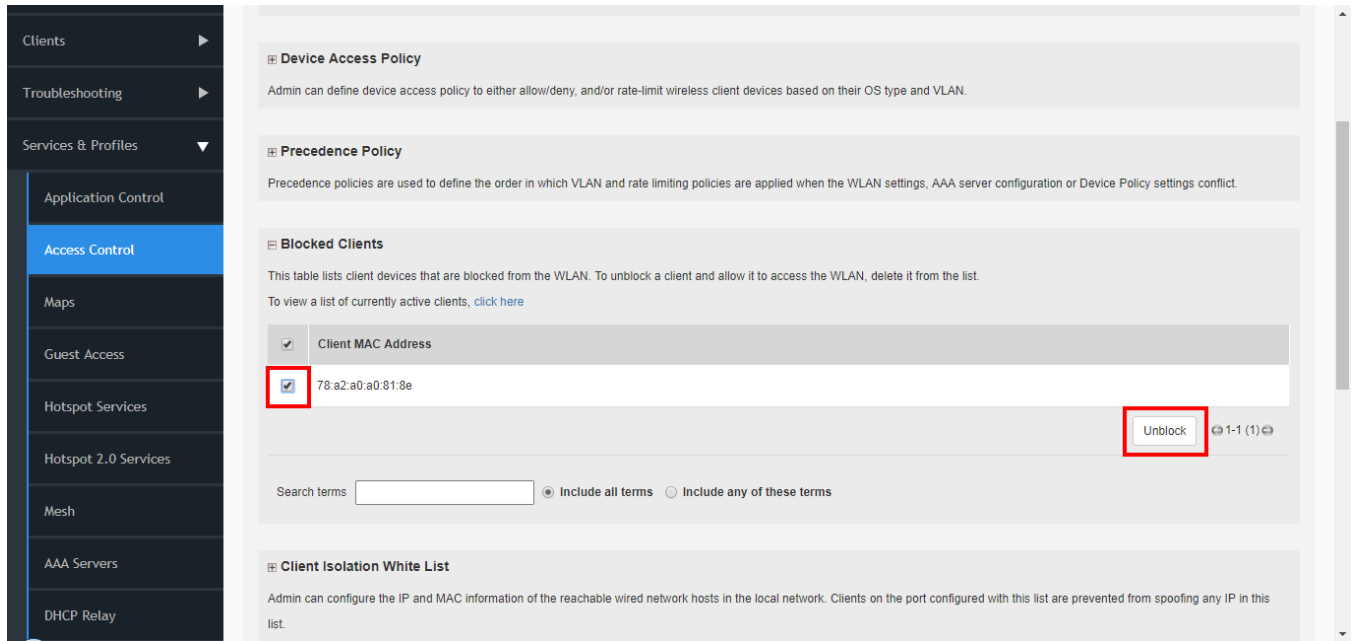 Clients
Troubleshooting
Services & Profiles
Application Control
Access Control
Maps
Guest Access
Hotspot Services
Hotspot 2.0 Services
Mesh
AAA Servers
DHCP Relay
Device Access Policy
Admin can define device access policy to either allow/deny, and/or rate-limit wireless client devices based on their OS type and VLAN.
Precedence Policy
Precedence policies are used to define the order in which VLAN and rate limiting policies are applied when the WLAN settings, AAA server configuration or Device Policy settings conflict.
Blocked Clients
This table lists client devices that are blocked from the WLAN. To unblock a client and allow it to access the WLAN, delete it from the list.
To view a list of currently active clients, click here
Client MAC Address
78:a2:a0:a0:81:8e
Unblock 1-1 (1)
Search terms Include all terms Include any of these terms
Client Isolation White List
Admin can configure the IP and MAC information of the reachable wired network hosts in the local network. Clients on the port configured with this list are prevented from spoofing any IP in this
list.